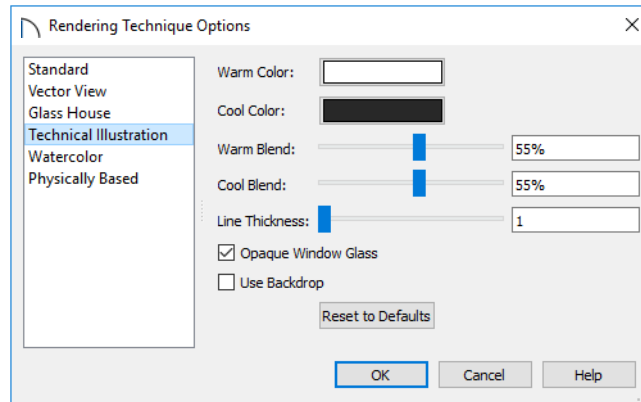 Rendering Technique Options
Standard
Vector View
Glass House
Technical Illustration
Watercolor
Physically Based
Warm Color:
Cool Color:
Warm Blend: 55%
Cool Blend: 55%
Line Thickness: 1
Opaque Window Glass
Use Backdrop
Reset to Defaults
OK Cancel Help